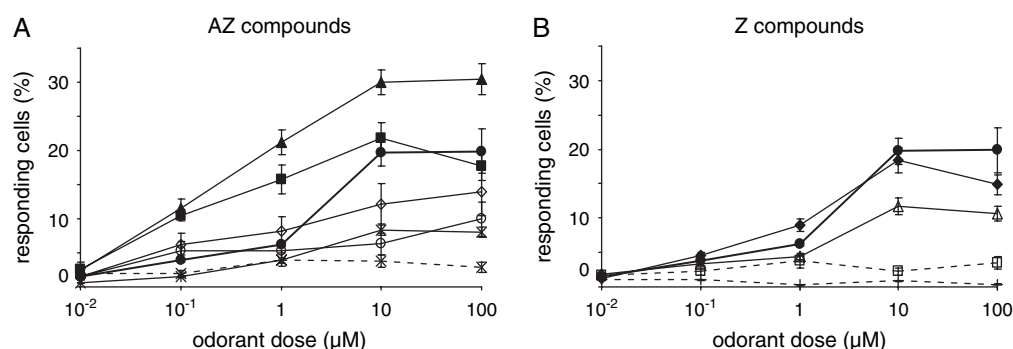 A
AZ compounds
responding cells (%)
30
20
10
0
10-2
10-1
1
10
100
odorant dose (µM)
B
Z compounds
responding cells (%)
30
20
10
0
10-2
10-1
1
10
100
odorant dose (µM)